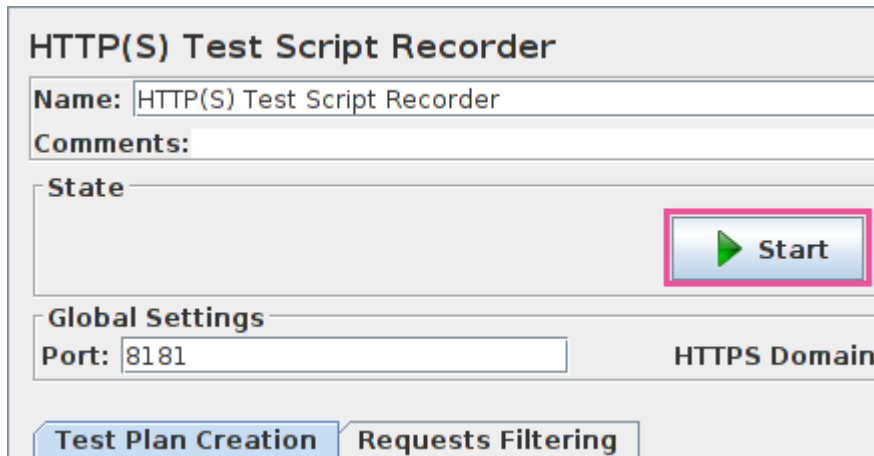 HTTP(S) Test Script Recorder
Name: HTTP(S) Test Script Recorder
Comments:
State
Start
Global Settings
Port: 8181 HTTPS Domain
Test Plan Creation Requests Filtering